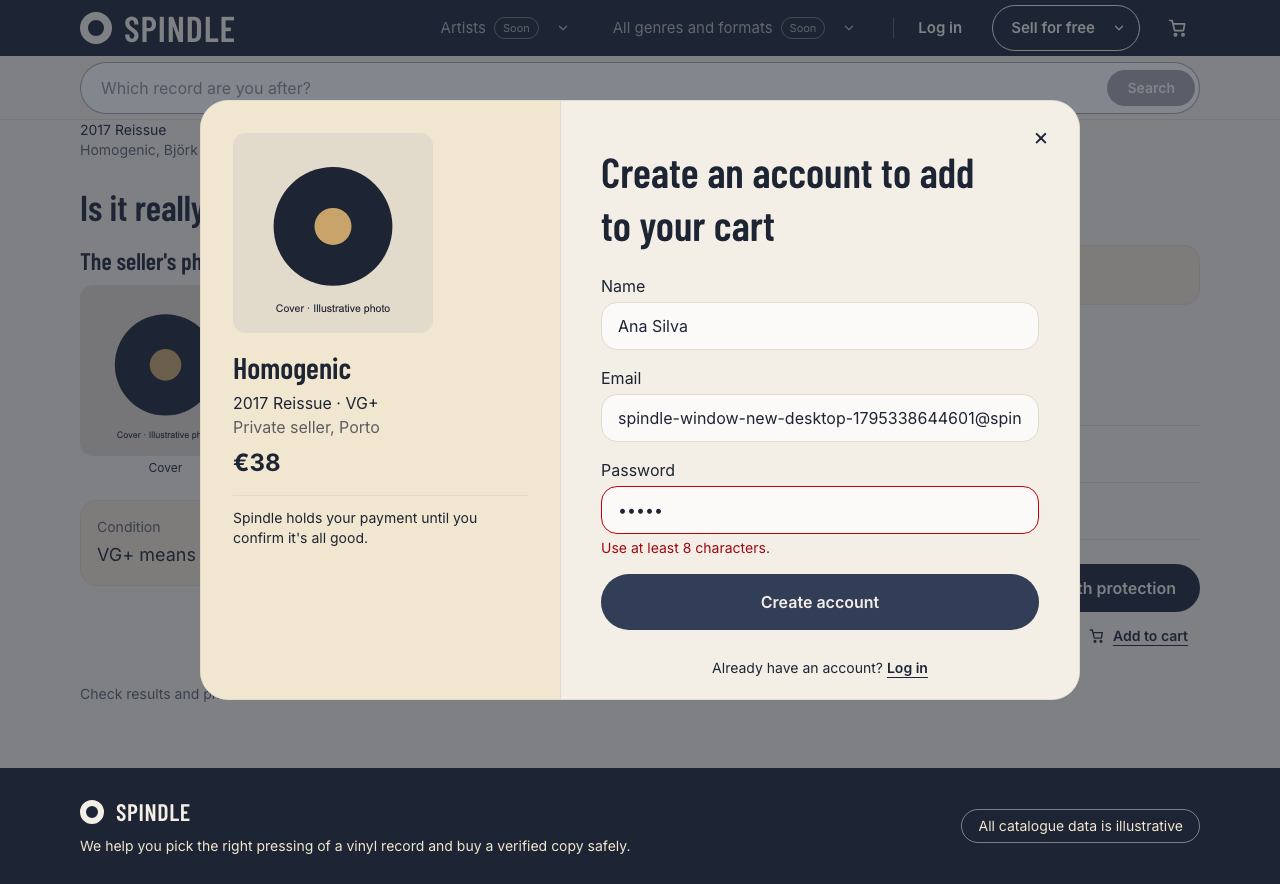 SPINDLE
Artists Soon
All genres and formats Soon
Log in
Sell for free
Which record are you after?
Search
2017 Reissue
Homogenic, Björk
Is it really
The seller's ph
Cover · Illustrative ph
Cover
Condition
VG+ means
Check results and pr
th protection
Add to cart
Cover · Illustrative photo
Homogenic
2017 Reissue · VG+
Private seller, Porto
€38
Spindle holds your payment until you
confirm it's all good.
Create an account to add
to your cart
Name
Ana Silva
Email
spindle-window-new-desktop-1795338644601@spin
Password
•••••
Use at least 8 characters.
Create account
Already have an account? Log in
SPINDLE
We help you pick the right pressing of a vinyl record and buy a verified copy safely.
All catalogue data is illustrative